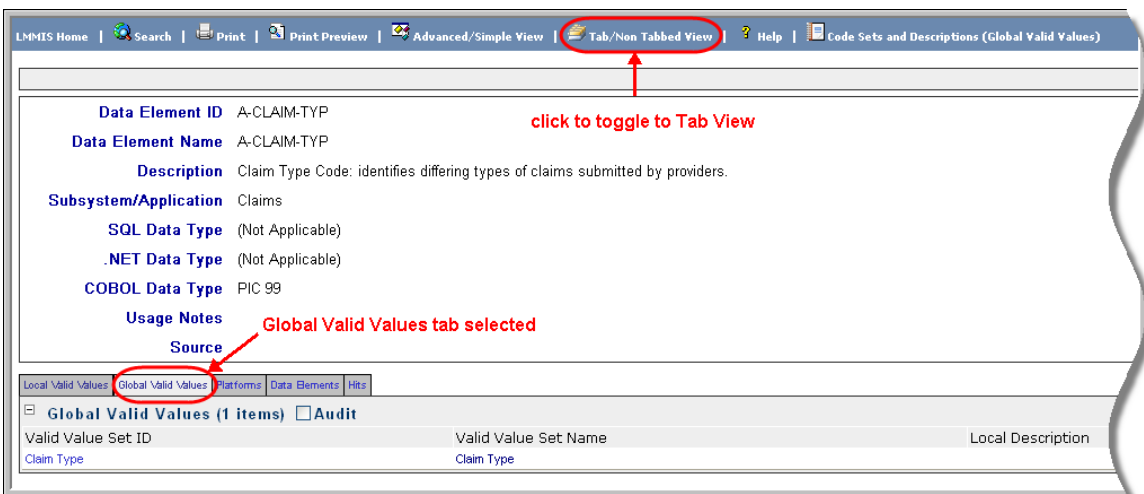 LMMIS Home | Search | Print | Print Preview | Advanced/Simple View | Tab/Non Tabbed View | Help | Code Sets and Descriptions (Global Valid Values)
click to toggle to Tab View
Data Element ID A-CLAIM-TYP
Data Element Name A-CLAIM-TYP
Description Claim Type Code: identifies differing types of claims submitted by providers.
Subsystem/Application Claims
SQL Data Type (Not Applicable)
.NET Data Type (Not Applicable)
COBOL Data Type PIC 99
Usage Notes
Global Valid Values tab selected
Source
Local Valid Values Global Valid Values Platforms Data Elements Hits
Global Valid Values (1 items) Audit
Valid Value Set ID Valid Value Set Name Local Description
Claim Type Claim Type